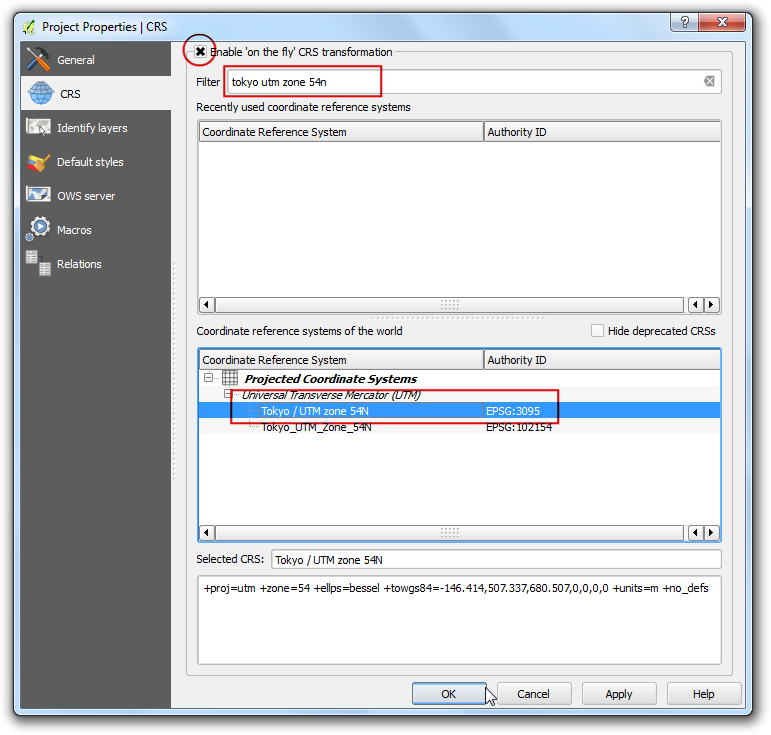 Project Properties | CRS
General
CRS
Identify layers
Default styles
OWS server
Macros
Relations
Enable 'on the fly' CRS transformation
Filter tokyo utm zone 54n
Recently used coordinate reference systems
Coordinate Reference System Authority ID
Coordinate reference systems of the world Hide deprecated CRSs
Coordinate Reference System Authority ID
Projected Coordinate Systems
Universal Transverse Mercator (UTM)
Tokyo / UTM zone 54N EPSG:3095
Tokyo_UTM_Zone_54N EPSG:102154
Selected CRS: Tokyo / UTM zone 54N
+proj=utm +zone=54 +ellps=bessel +towgs84=-146.414,507.337,680.507,0,0,0,0 +units=m +no_defs
OK Cancel Apply Help